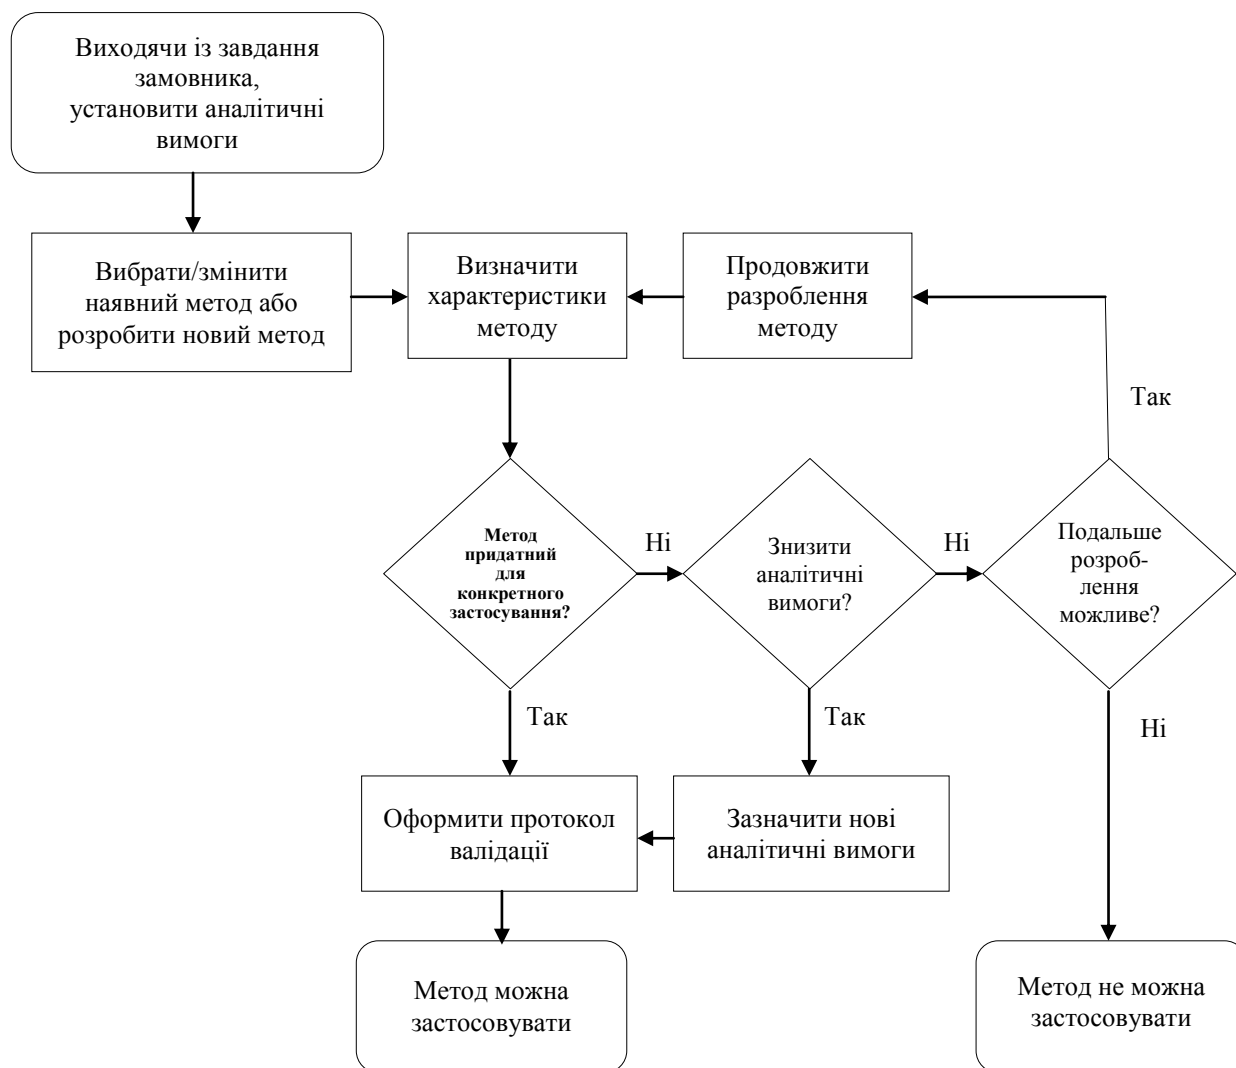 Виходячи із завдання
замовника,
установити аналітичні
вимоги
Вибрати/змінити
наявний метод або
розробити новий метод
Визначити
характеристики
методу
Продовжити
разроблення
методу
Так
Метод
придатний
для
конкретного
застосування?
Ні
Знизити
аналітичні
вимоги?
Ні
Подальше
розроб-
лення
можливе?
Так
Так
Ні
Оформити протокол
валідації
Зазначити нові
аналітичні вимоги
Метод можна
застосовувати
Метод не можна
застосовувати